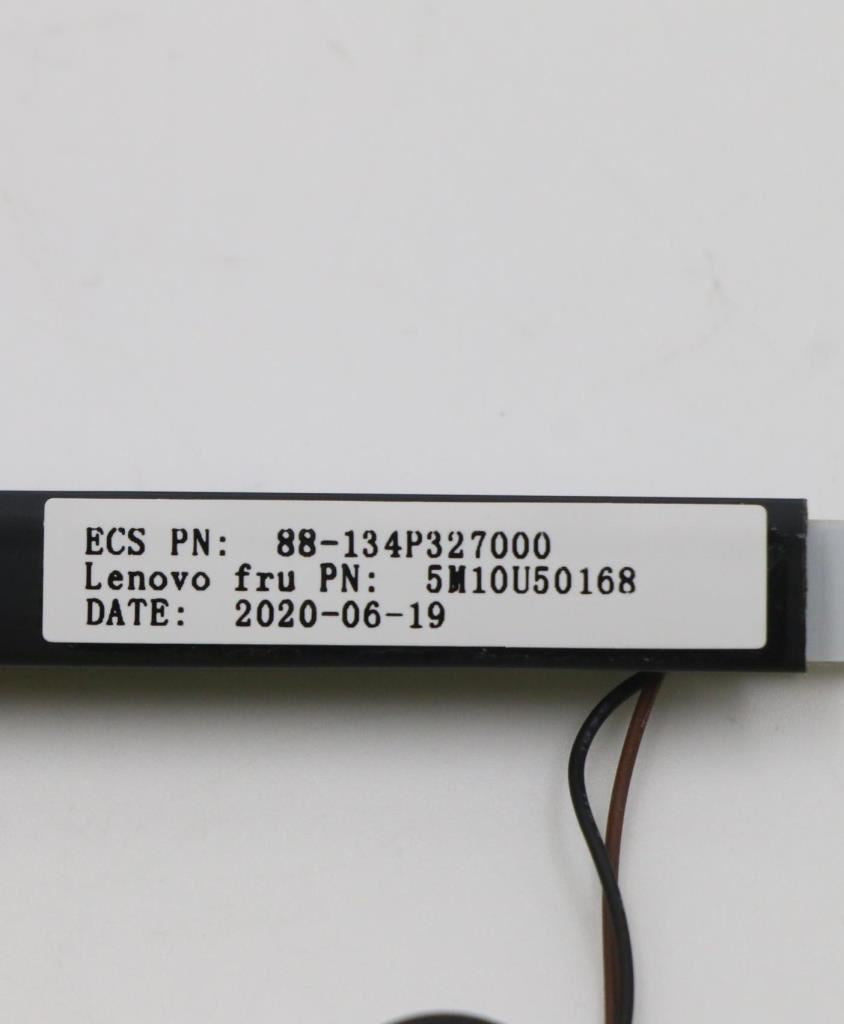 ECS PN: 88-134P327000
Lenovo fru PN: 5M10U50168
DATE: 2020-06-19